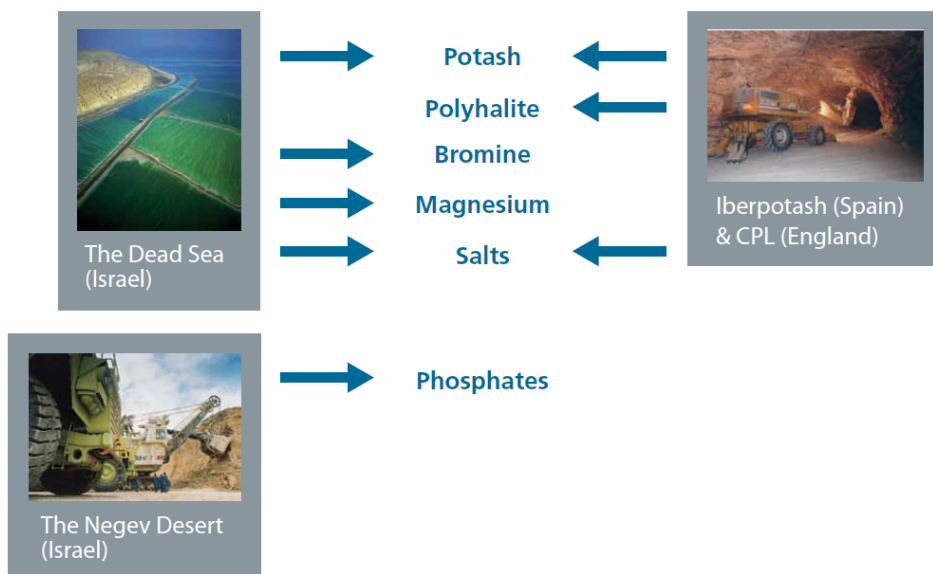 Potash
Polyhalite
Bromine
Magnesium
Salts
The Dead Sea
(Israel)
Iberpotash (Spain)
& CPL (England)
Phosphates
The Negev Desert
(Israel)